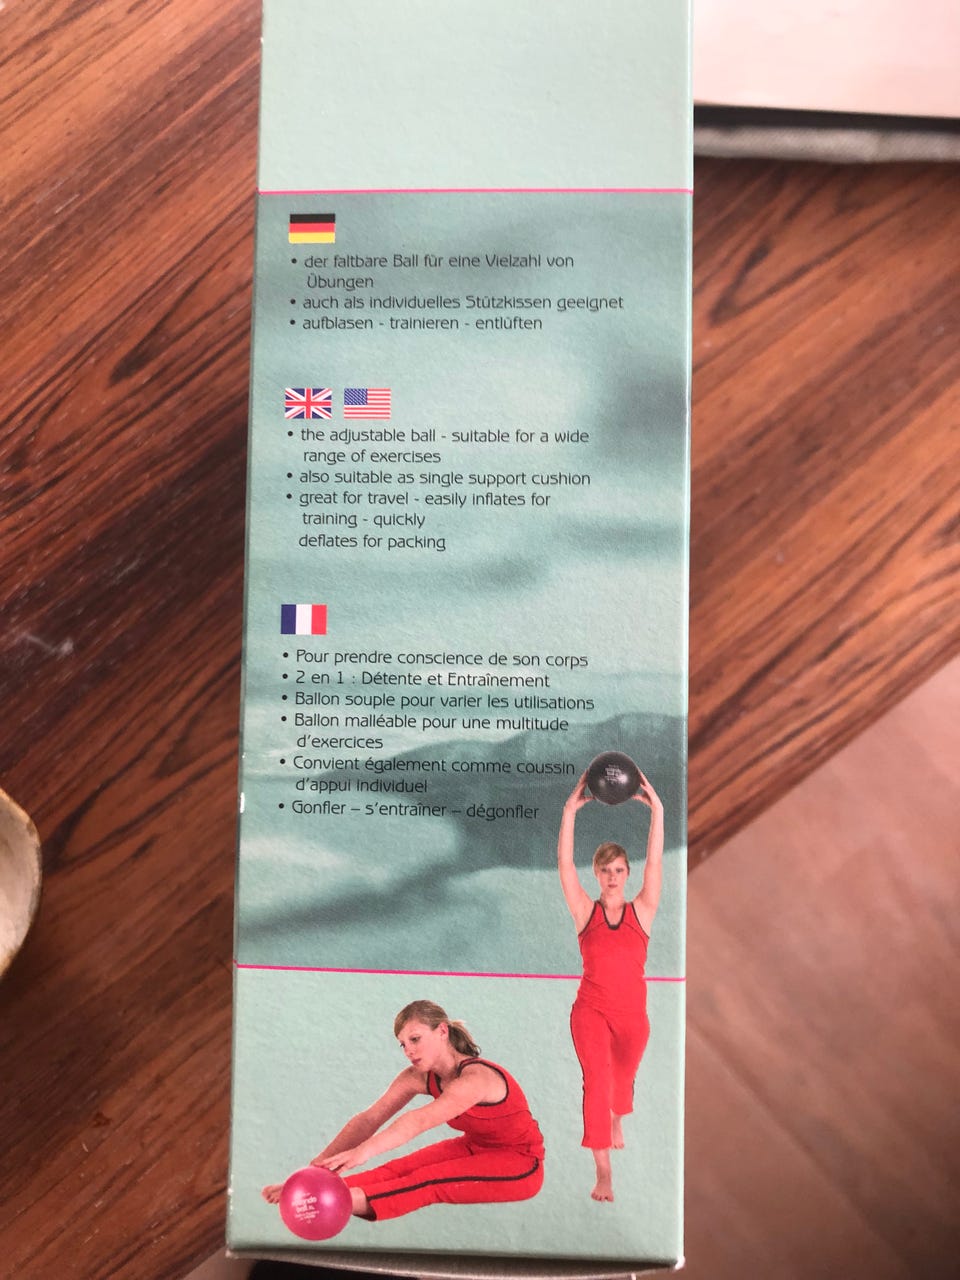 • der faltbare Ball für eine Vielzahl von
Übungen
• auch als individuelles Stützkissen geeignet
• aufblasen - trainieren - entlüften
• the adjustable ball - suitable for a wide
range of exercises
• also suitable as single support cushion
• great for travel - easily inflates for
training - quickly
deflates for packing
• Pour prendre conscience de son corps
• 2 en 1 : Détente et Entraînement
• Ballon souple pour varier les utilisations
• Ballon malléable pour une multitude
d'exercices
• Convient également comme coussin
d'appui individuel
• Gonfler – s'entraîner – dégonfler